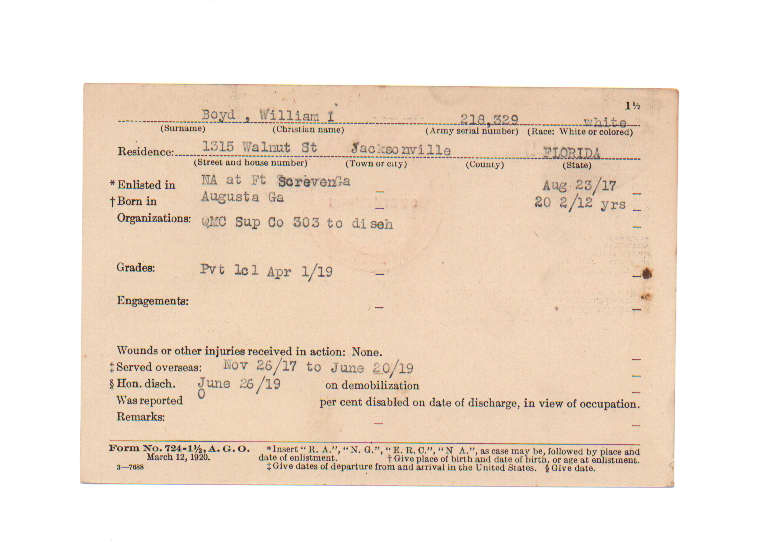 1½
Boyd , William I 218,329 white
(Surname) (Christian name) (Army serial number) (Race: White or colored)
Residence: 1315 Walnut St Jacksonville FLORIDA
(Street and house number) (Town or city) (County) (State)
* Enlisted in NA at Ft Screven Ga Aug 23/17
† Born in Augusta Ga 20 2/12 yrs
Organizations: QMC Sup Co 303 to disch
Grades: Pvt 1cl Apr 1/19
Engagements:
Wounds or other injuries received in action: None.
‡ Served overseas: Nov 26/17 to June 20/19
§ Hon. disch. June 26/19 on demobilization
Was reported 0 per cent disabled on date of discharge, in view of occupation.
Remarks:
Form No. 724-1½, A. G. O. *Insert "R. A.", "N. G.", "E. R. C.", "N A.", as case may be, followed by place and
March 12, 1920. date of enlistment. † Give place of birth and date of birth, or age at enlistment.
3—7688 ‡ Give dates of departure from and arrival in the United States. § Give date.